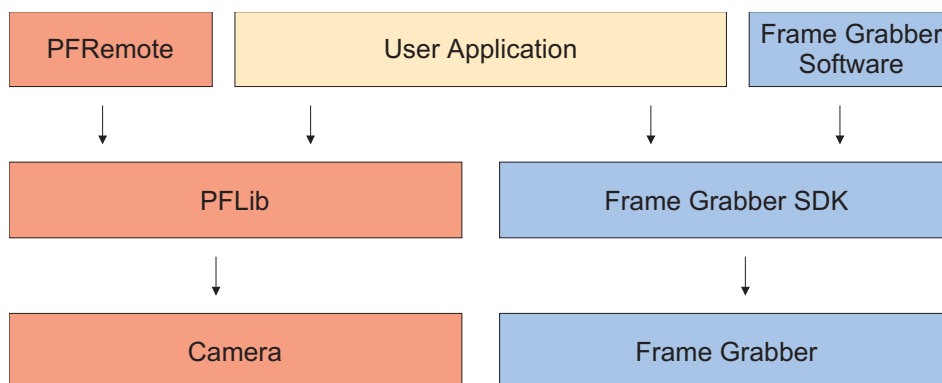 PFRemote
User Application
Frame Grabber
Software
PFLib
Frame Grabber SDK
Camera
Frame Grabber